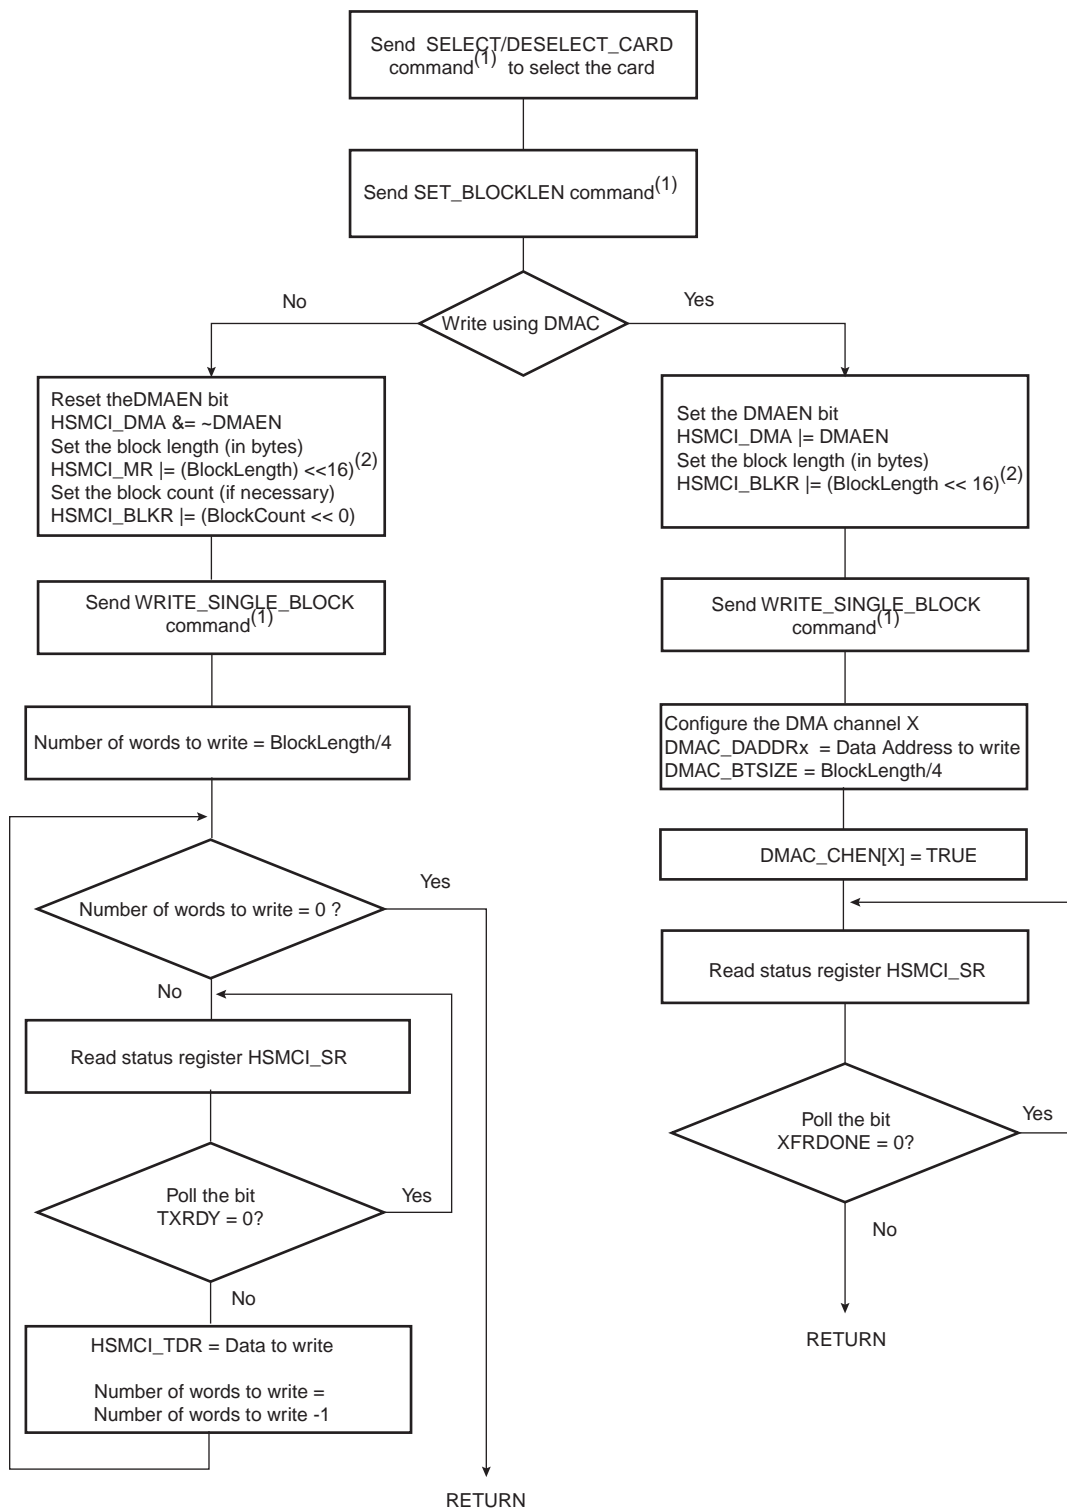 Send  SELECT/DESELECT_CARD
command(1)  to select the card
Send SET_BLOCKLEN command(1)
No
Yes
Write using DMAC
Reset theDMAEN bit
HSMCI_DMA &= ~DMAEN
Set the block length (in bytes)
HSMCI_MR |= (BlockLength) <<16)(2)
Set the block count (if necessary)
HSMCI_BLKR |= (BlockCount << 0)
Send WRITE_SINGLE_BLOCK
command(1)
Number of words to write = BlockLength/4
Number of words to write = 0 ?
Yes
No
Read status register HSMCI_SR
Poll the bit
TXRDY = 0?
Yes
No
HSMCI_TDR = Data to write
Number of words to write =
Number of words to write -1
RETURN
Set the DMAEN bit
HSMCI_DMA |= DMAEN
Set the block length (in bytes)
HSMCI_BLKR |= (BlockLength << 16)(2)
Send WRITE_SINGLE_BLOCK
command(1)
Configure the DMA channel X
DMAC_DADDRx  = Data Address to write
DMAC_BTSIZE = BlockLength/4
DMAC_CHEN[X] = TRUE
Read status register HSMCI_SR
Poll the bit
XFRDONE = 0?
Yes
No
RETURN